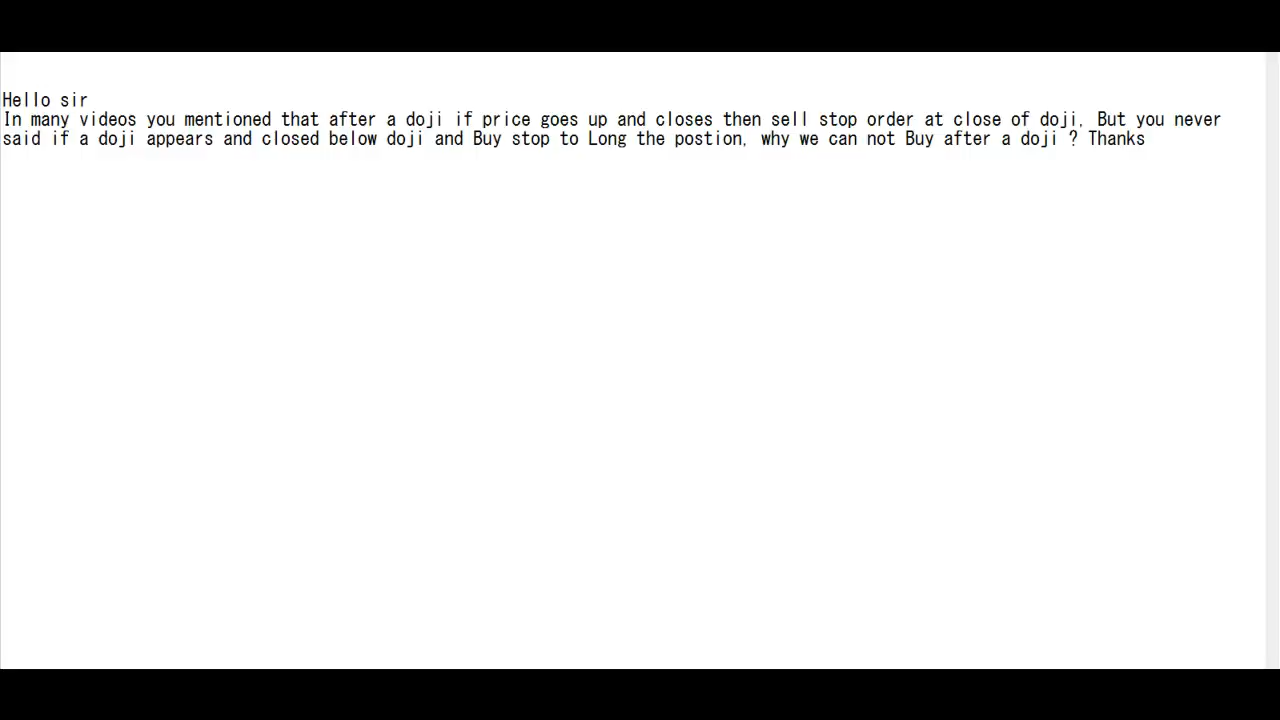 Hello sir
In many videos you mentioned that after a doji if price goes up and closes then sell stop order at close of doji, But you never
said if a doji appears and closed below doji and Buy stop to Long the postion, why we can not Buy after a doji ? Thanks